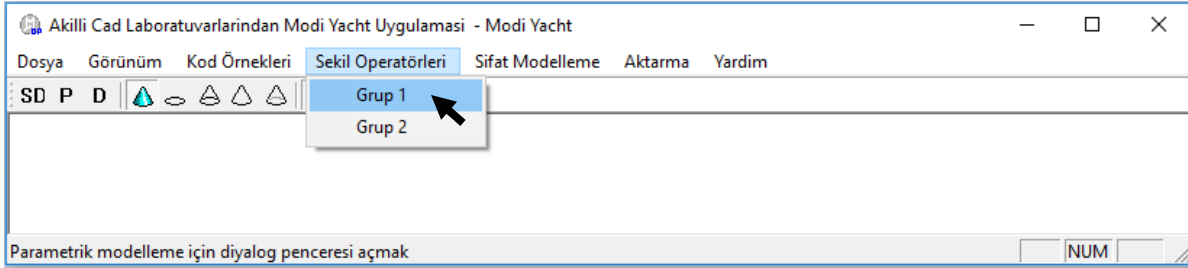 Akilli Cad Laboratuvarlarindan Modi Yacht Uygulamasi - Modi Yacht
Dosya Görünüm Kod Örnekleri Sekil Operatörleri Sifat Modelleme Aktarma Yardim
SD P D
Grup 1
Grup 2
Parametrik modelleme için diyalog penceresi açmak NUM